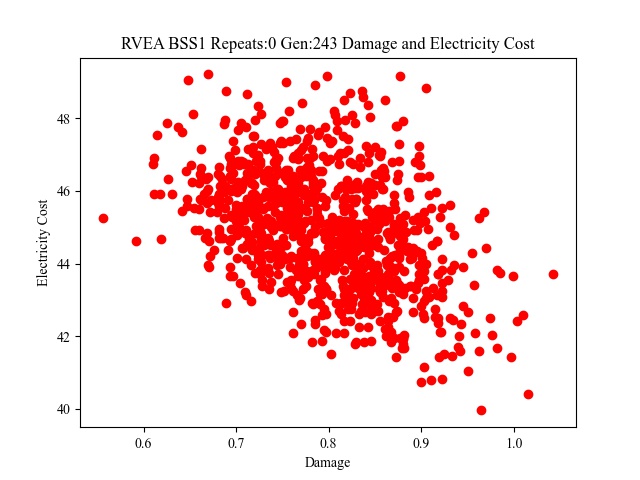 RVEA BSS1 Repeats:0 Gen:243 Damage and Electricity Cost
48
46
44
42
40
Electricity Cost
0.6 0.7 0.8 0.9 1.0
Damage